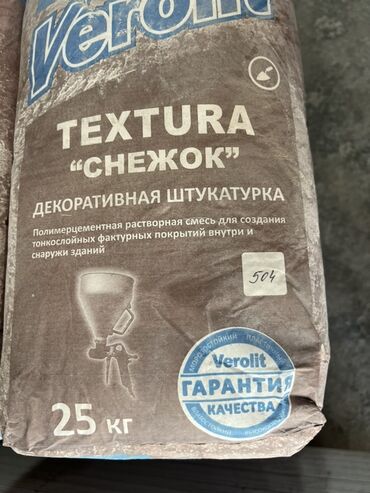 Verolit
TEXTURA
“СНЕЖОК”
ДЕКОРАТИВНАЯ ШТУКАТУРКА
Полимерцементная растворная смесь для создания
тонкослойных фактурных покрытий внутри и
снаружи зданий
504
МОРОЗОСТОЙКИЙ
Verolit
ГАРАНТИЯ
КАЧЕСТВА
25 кг